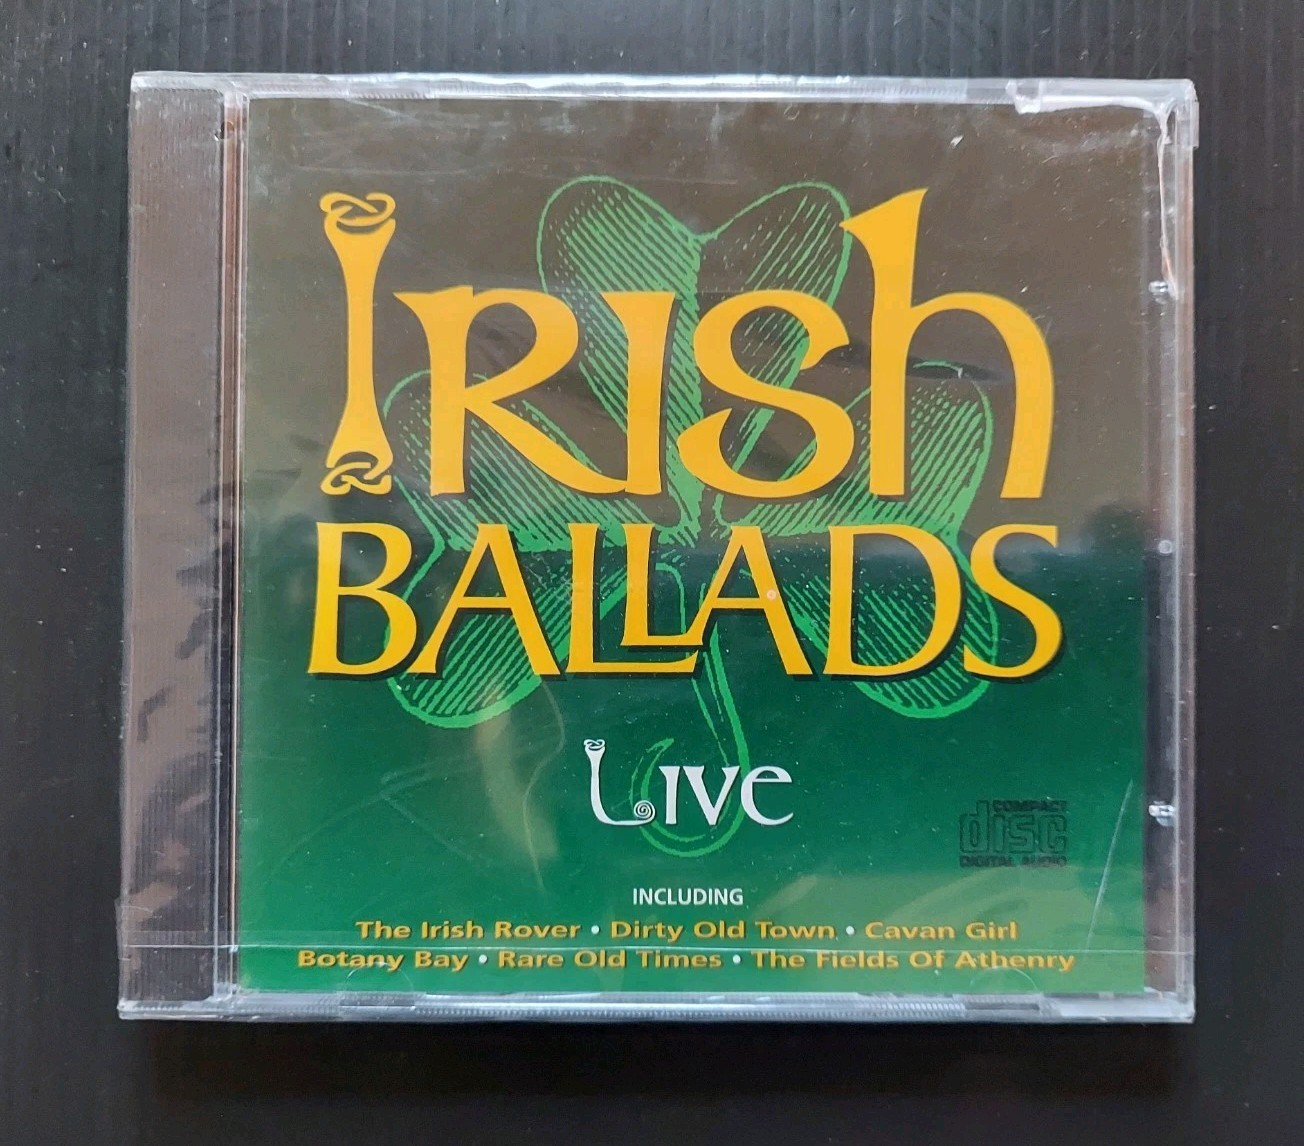 Irish
BALLADS
Live
COMPACT
disc
DIGITAL AUDIO
INCLUDING
The Irish Rover • Dirty Old Town • Cavan Girl
Botany Bay • Rare Old Times • The Fields Of Athenry